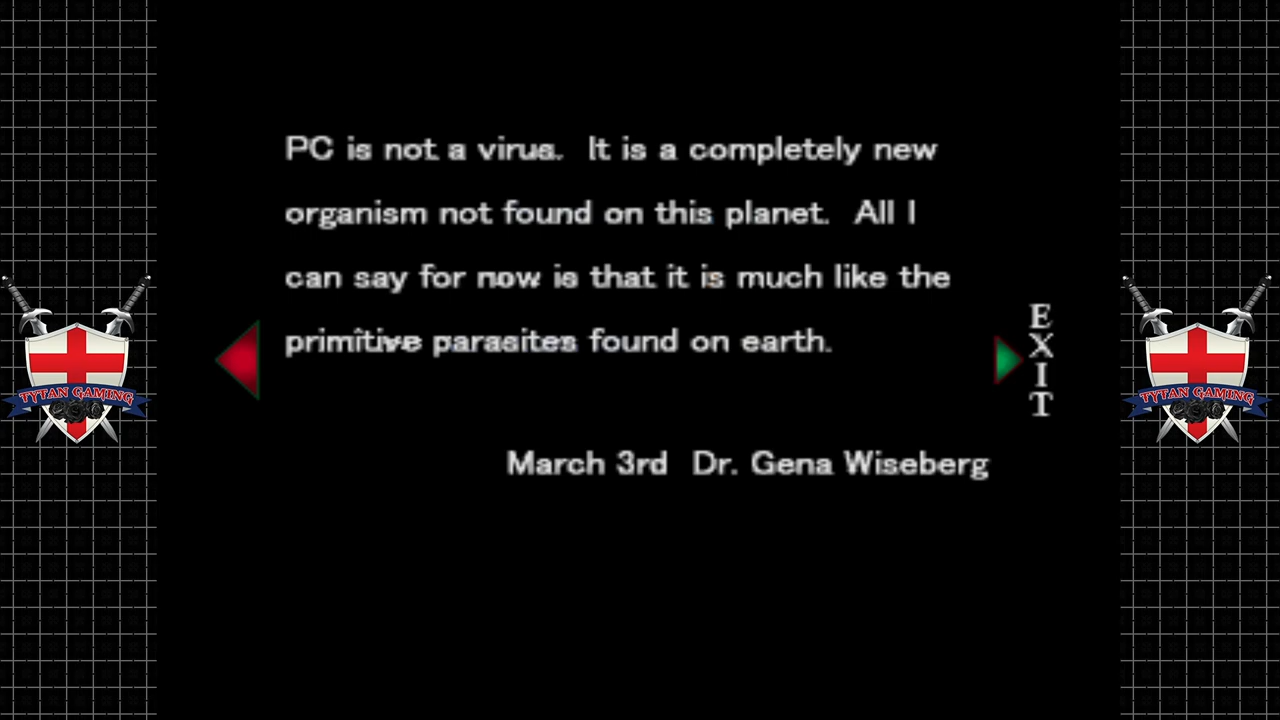 PC is not a virus. It is a completely new
organism not found on this planet. All I
can say for now is that it is much like the
primitive parasites found on earth.
EXIT
March 3rd Dr. Gena Wiseberg
TYTAN GAMING
TYTAN GAMING